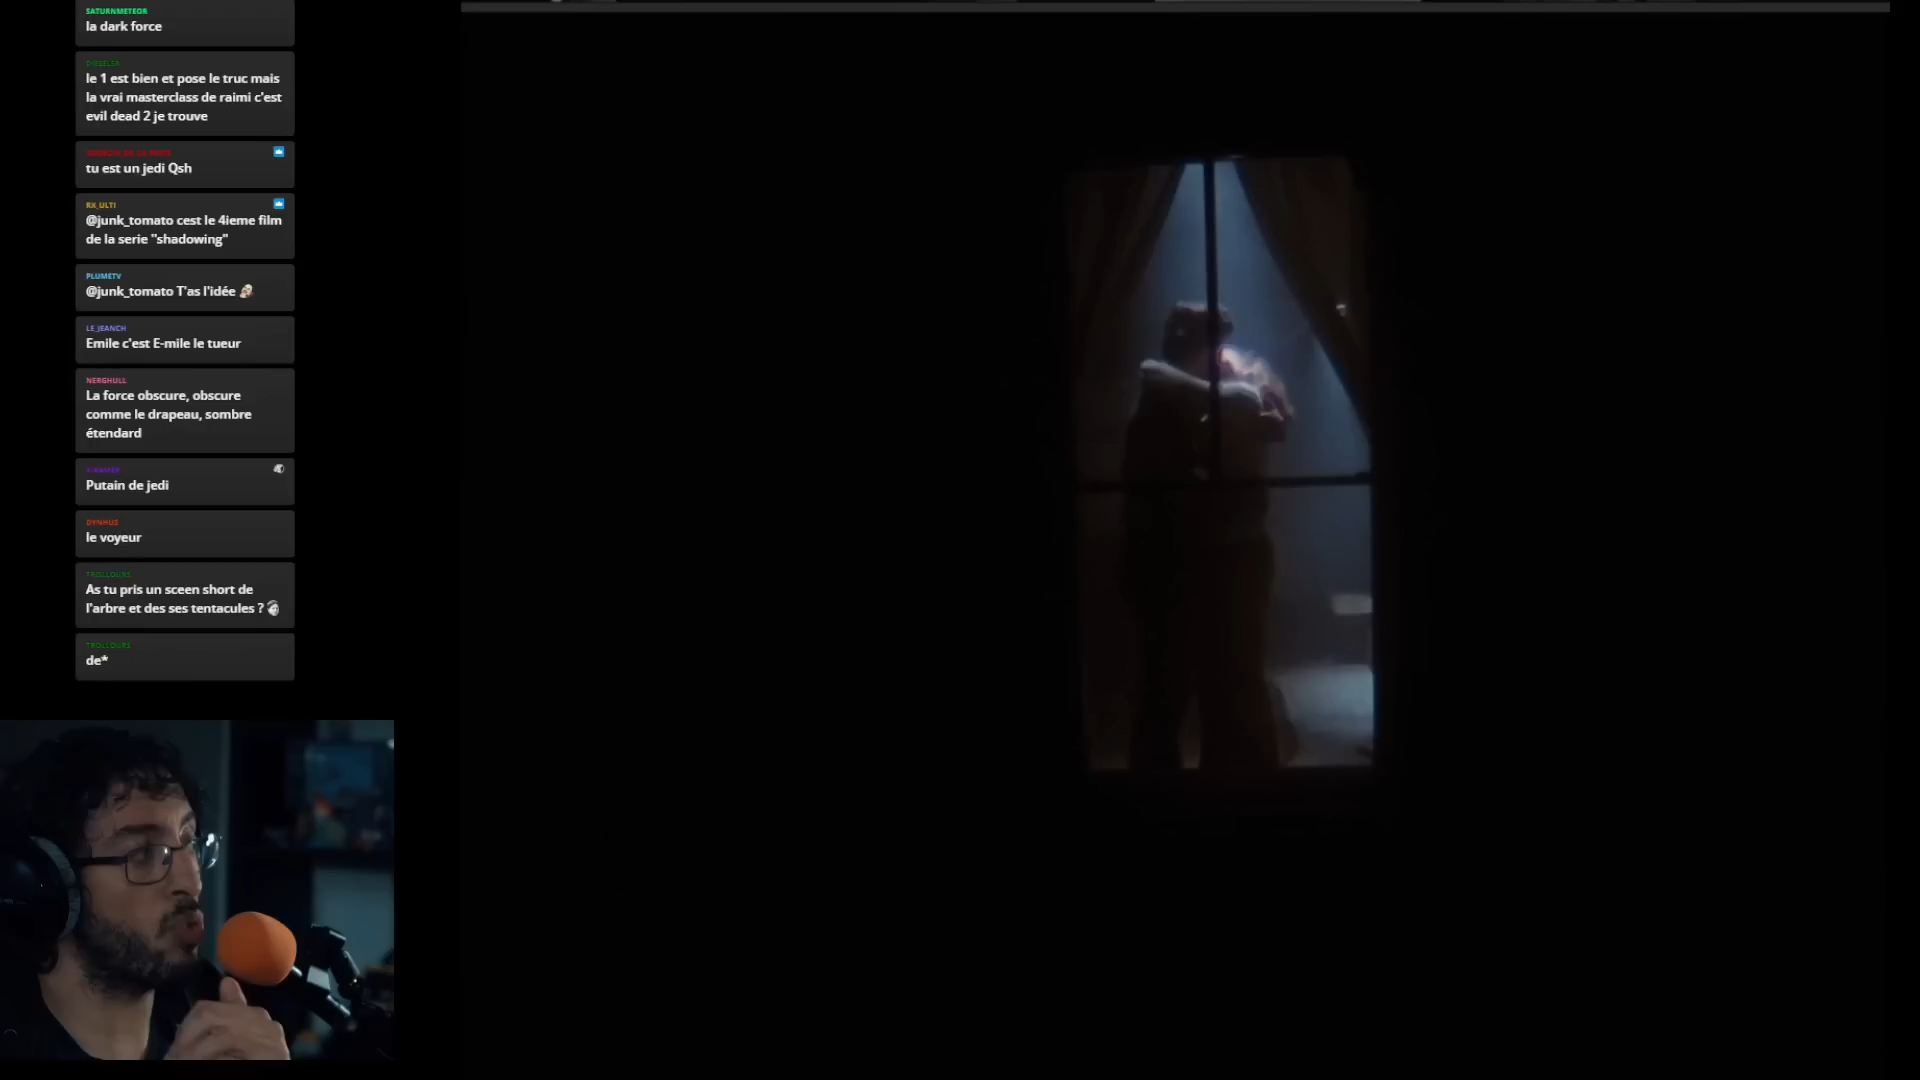 SATURNMETEOR
la dark force
le 1 est bien et pose le truc mais
la vrai masterclass de raimi c'est
evil dead 2 je trouve
tu est un jedi Qsh
RX_ULTI
@junk_tomato cest le 4ieme film
de la serie "shadowing"
PLUMETV
@junk_tomato T'as l'idée
LE_JEANCH
Emile c'est E-mile le tueur
NERGHULL
La force obscure, obscure
comme le drapeau, sombre
étendard
Putain de jedi
DYNHUS
le voyeur
As tu pris un sceen short de
l'arbre et des ses tentacules ?
de*